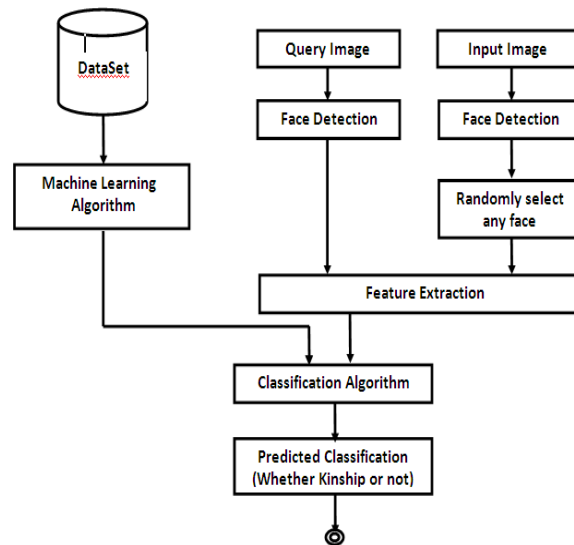 DataSet
Query Image
Input Image
Face Detection
Face Detection
Machine Learning
Algorithm
Randomly select
any face
Feature Extraction
Classification Algorithm
Predicted Classification
(Whether Kinship or not)